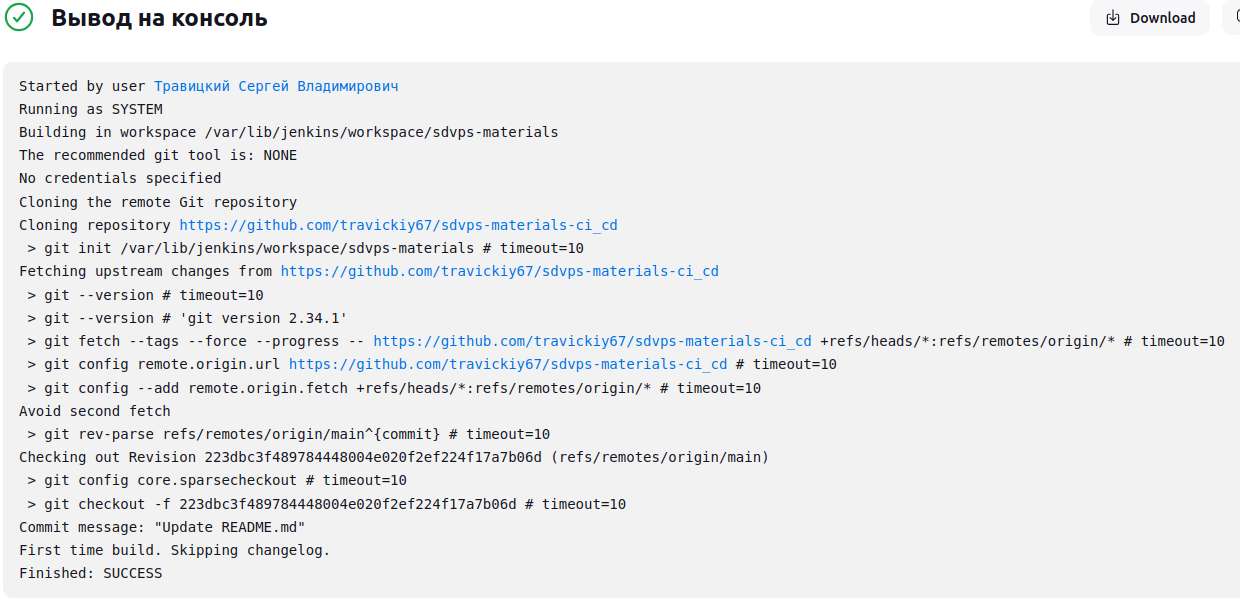 Вывод на консоль
Download
Started by user Травицкий Сергей Владимирович
Running as SYSTEM
Building in workspace /var/lib/jenkins/workspace/sdvps-materials
The recommended git tool is: NONE
No credentials specified
Cloning the remote Git repository
Cloning repository https://github.com/travickiy67/sdvps-materials-ci_cd
 > git init /var/lib/jenkins/workspace/sdvps-materials # timeout=10
Fetching upstream changes from https://github.com/travickiy67/sdvps-materials-ci_cd
 > git --version # timeout=10
 > git --version # 'git version 2.34.1'
 > git fetch --tags --force --progress -- https://github.com/travickiy67/sdvps-materials-ci_cd +refs/heads/*:refs/remotes/origin/* # timeout=10
 > git config remote.origin.url https://github.com/travickiy67/sdvps-materials-ci_cd # timeout=10
 > git config --add remote.origin.fetch +refs/heads/*:refs/remotes/origin/* # timeout=10
Avoid second fetch
 > git rev-parse refs/remotes/origin/main^{commit} # timeout=10
Checking out Revision 223dbc3f489784448004e020f2ef224f17a7b06d (refs/remotes/origin/main)
 > git config core.sparsecheckout # timeout=10
 > git checkout -f 223dbc3f489784448004e020f2ef224f17a7b06d # timeout=10
Commit message: "Update README.md"
First time build. Skipping changelog.
Finished: SUCCESS